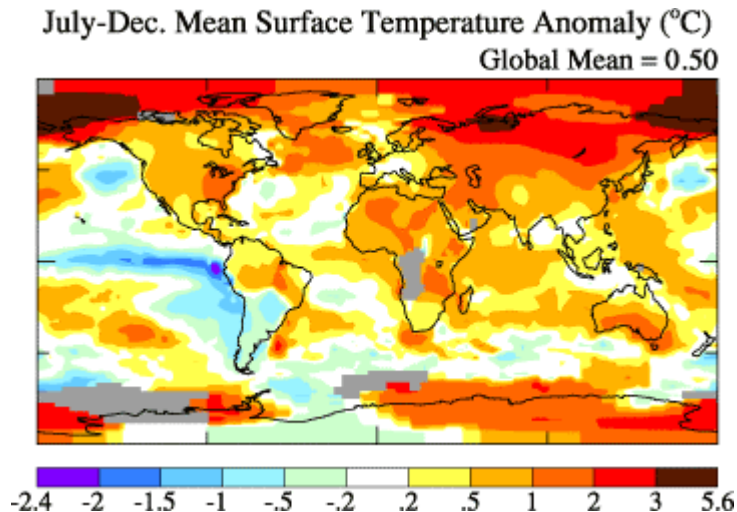 July-Dec. Mean Surface Temperature Anomaly (°C)
Global Mean = 0.50
-2.4 -2 -1.5 -1 -.5 -.2 .2 .5 1 2 3 5.6